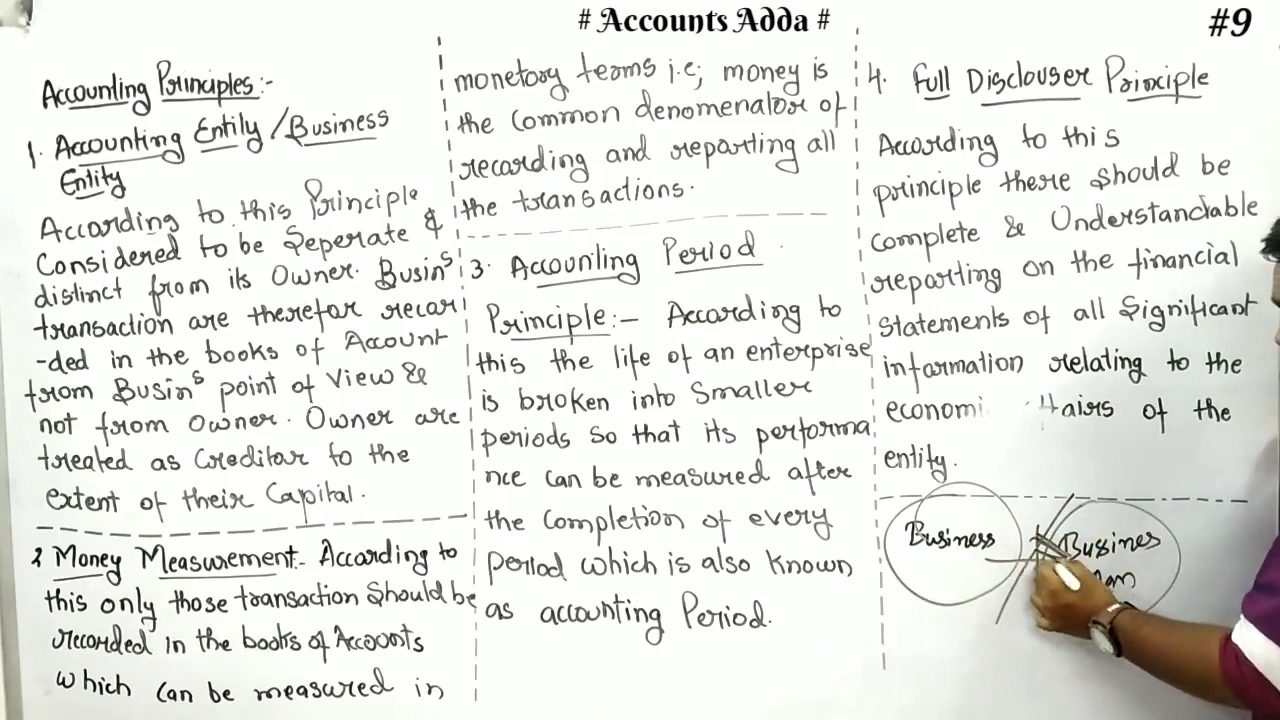 # Accounts Adda #
#9
Accounting Principles:-
1. Accounting Entity / Business
Entity
According to this Principle
Considered to be Seperate &
distinct from its Owner. Busins
transaction are therefor recar
-ded in the books of Account
from Busins point of View &
not from Owner. Owner are
treated as Creditor to the
extent of their Capital.
2 Money Measurement:- According to
this only those transaction Should be
recorded in the books of Accounts
which can be measured in
monetory terms i.e; money is
the common denomenator of
recording and reporting all
the transactions.
3. Accounting Period
Principle:- According to
this the life of an enterprise
is broken into Smaller
periods so that its performa
nce can be measured after
the completion of every
period which is also known
as accounting Period.
4. Full Disclouser Principle
According to this
principle there should be
complete & Understandable
reporting on the financial
Statements of all Significant
information relating to the
of the
entity.
Business
Busines